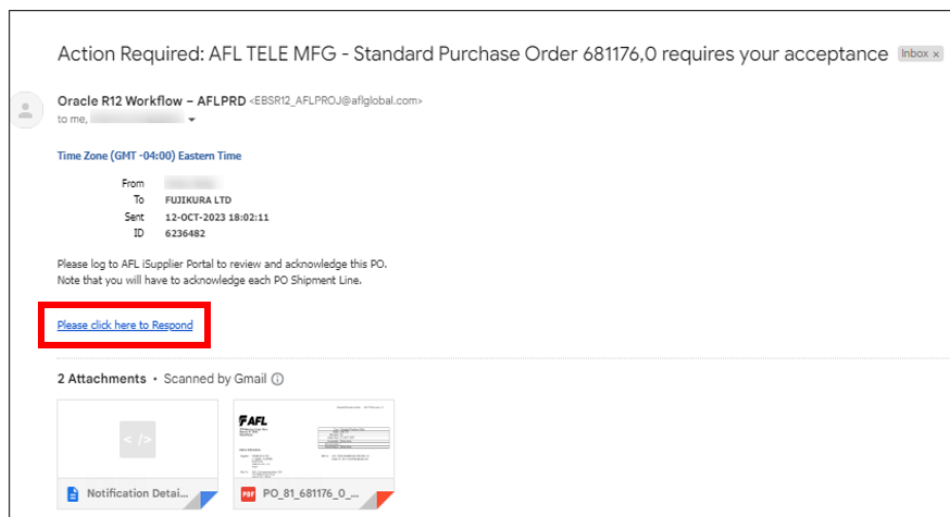 Action Required: AFL TELE MFG - Standard Purchase Order 681176,0 requires your acceptance Inbox ×
Oracle R12 Workflow – AFLPRD <EBSR12_AFLPROJ@aflglobal.com>
to me,
Time Zone (GMT -04:00) Eastern Time
From
To FUJIKURA LTD
Sent 12-OCT-2023 18:02:11
ID 6236482
Please log to AFL iSupplier Portal to review and acknowledge this PO.
Note that you will have to acknowledge each PO Shipment Line.
Please click here to Respond
2 Attachments • Scanned by Gmail
</>
AFL
Notification Detai...
PDF PO_81_681176_0_...